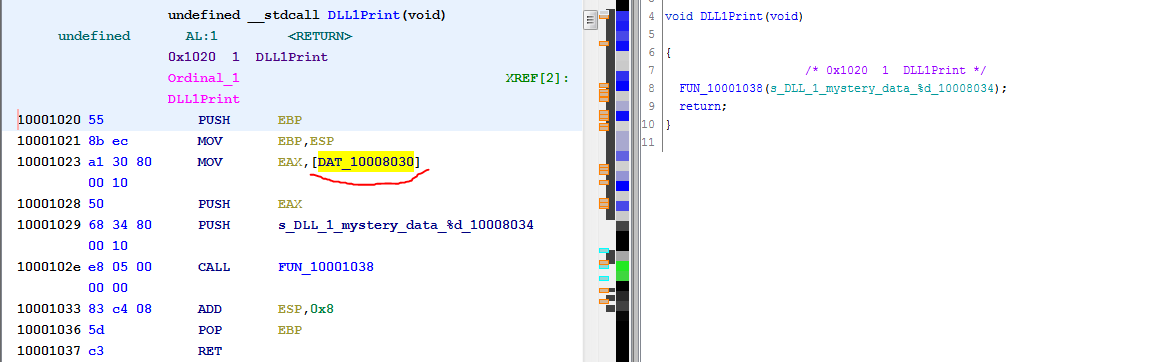 undefined __stdcall DLL1Print(void)
undefined AL:1 <RETURN>
0x1020 1 DLL1Print
Ordinal_1 XREF[2]:
DLL1Print
10001020 55 PUSH EBP
10001021 8b ec MOV EBP,ESP
10001023 a1 30 80 MOV EAX,[DAT_10008030]
00 10
10001028 50 PUSH EAX
10001029 68 34 80 PUSH s_DLL_1_mystery_data_%d_10008034
00 10
1000102e e8 05 00 CALL FUN_10001038
00 00
10001033 83 c4 08 ADD ESP,0x8
10001036 5d POP EBP
10001037 c3 RET
4 void DLL1Print(void)
5
6 {
7 /* 0x1020 1 DLL1Print */
8 FUN_10001038(s_DLL_1_mystery_data_%d_10008034);
9 return;
10 }
11